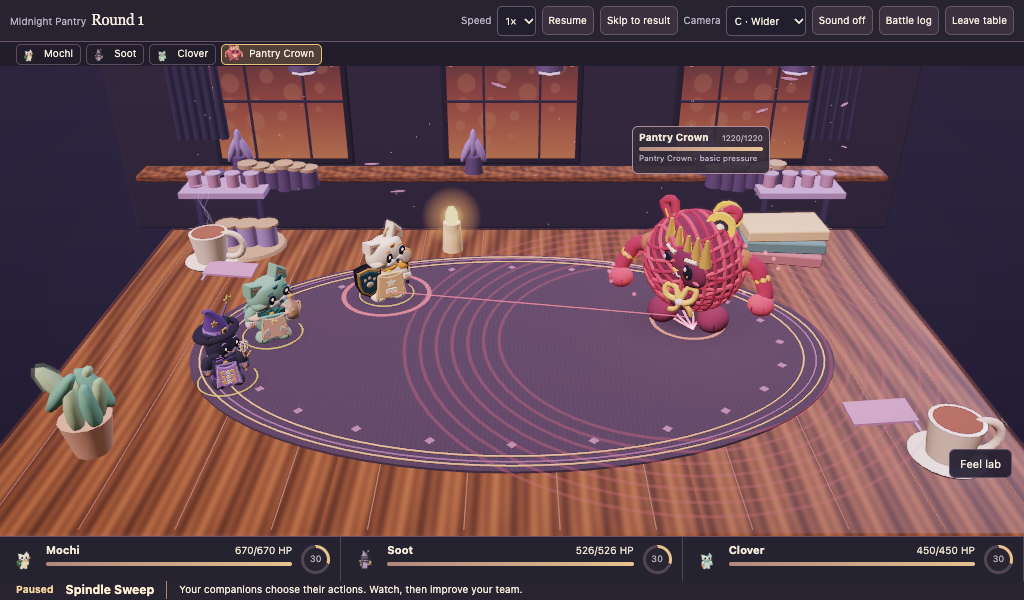 Midnight Pantry Round 1
Speed 1x Resume Skip to result Camera C · Wider Sound off Battle log Leave table
Mochi Soot Clover Pantry Crown
Pantry Crown 1220/1220
Pantry Crown · basic pressure
Feel lab
Mochi 670/670 HP 30
Soot 526/526 HP 30
Clover 450/450 HP 30
Paused Spindle Sweep Your companions choose their actions. Watch, then improve your team.